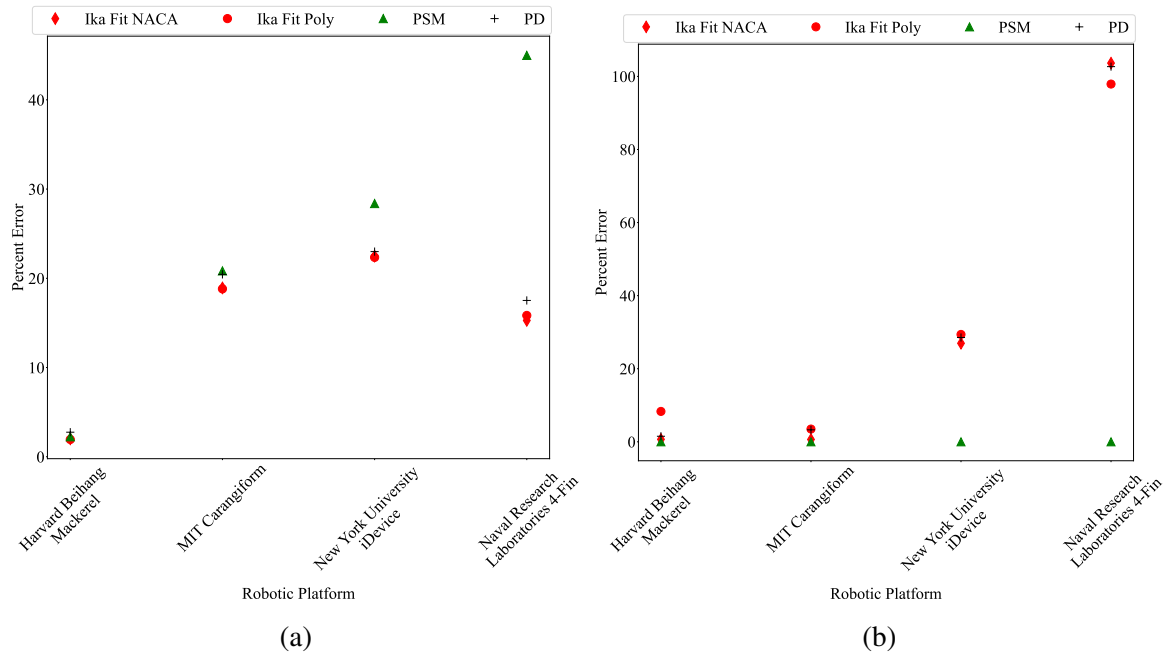 Ika Fit NACA Ika Fit Poly PSM PD
Percent Error
40
30
20
10
0
Harvard Beihang
Mackerel
MIT Carangiform
New York University
iDevice
Naval Research
Laboratories 4-Fin
Robotic Platform
(a)
Ika Fit NACA Ika Fit Poly PSM PD
Percent Error
100
80
60
40
20
0
Harvard Beihang
Mackerel
MIT Carangiform
New York University
iDevice
Naval Research
Laboratories 4-Fin
Robotic Platform
(b)